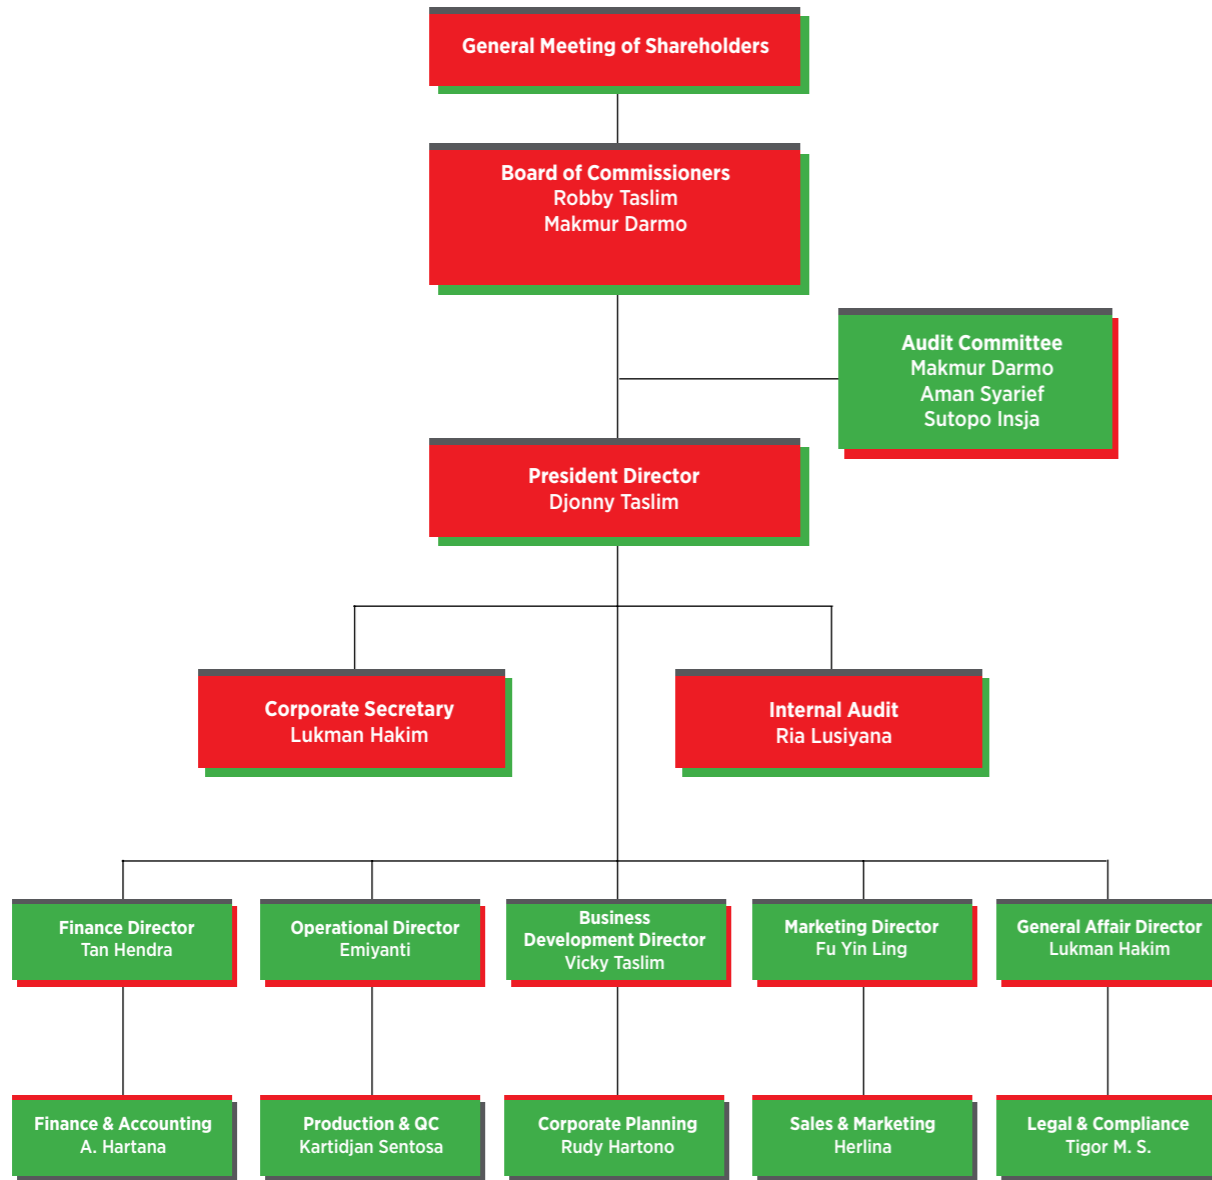 General Meeting of Shareholders
Board of Commissioners
Robby Taslim
Makmur Darmo
Audit Committee
Makmur Darmo
Aman Syarief
Sutopo Insja
President Director
Djonny Taslim
Corporate Secretary
Lukman Hakim
Internal Audit
Ria Lusiyana
Finance Director
Tan Hendra
Operational Director
Emiyanti
Business
Development Director
Vicky Taslim
Marketing Director
Fu Yin Ling
General Affair Director
Lukman Hakim
Finance & Accounting
A. Hartana
Production & QC
Kartidjan Sentosa
Corporate Planning
Rudy Hartono
Sales & Marketing
Herlina
Legal & Compliance
Tigor M. S.